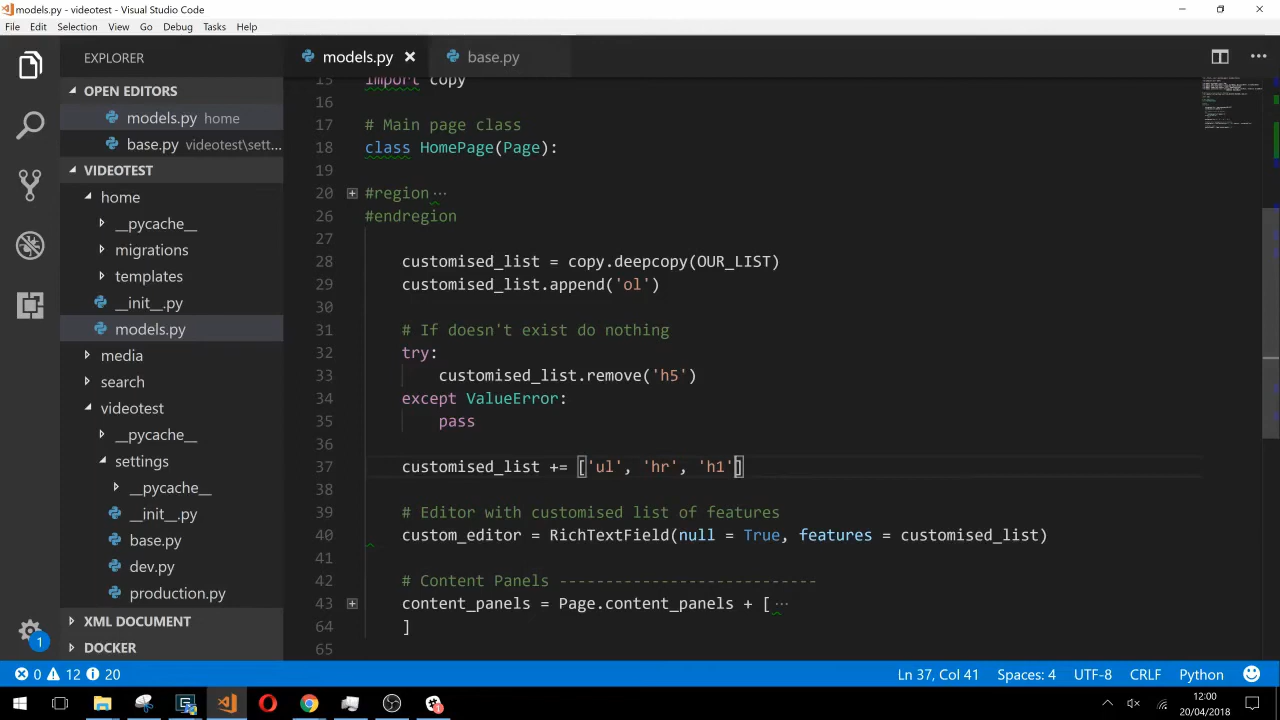 models.py - videotest - Visual Studio Code
File Edit Selection View Go Debug Tasks Help
EXPLORER
OPEN EDITORS
models.py home
base.py videotest\sett...
VIDEOTEST
home
__pycache__
migrations
templates
__init__.py
models.py
media
search
videotest
__pycache__
settings
__pycache__
__init__.py
base.py
dev.py
production.py
XML DOCUMENT
DOCKER
models.py base.py
15 import copy
16
17 # Main page class
18 class HomePage(Page):
19
20 #region ...
26 #endregion
27
28 customised_list = copy.deepcopy(OUR_LIST)
29 customised_list.append('ol')
30
31 # If doesn't exist do nothing
32 try:
33 customised_list.remove('h5')
34 except ValueError:
35 pass
36
37 customised_list += ['ul', 'hr', 'h1']
38
39 # Editor with customised list of features
40 custom_editor = RichTextField(null = True, features = customised_list)
41
42 # Content Panels ----------------------------
43 content_panels = Page.content_panels + [ ...
64 ]
65
1
0 12 20 Ln 37, Col 41 Spaces: 4 UTF-8 CRLF Python
12:00
20/04/2018